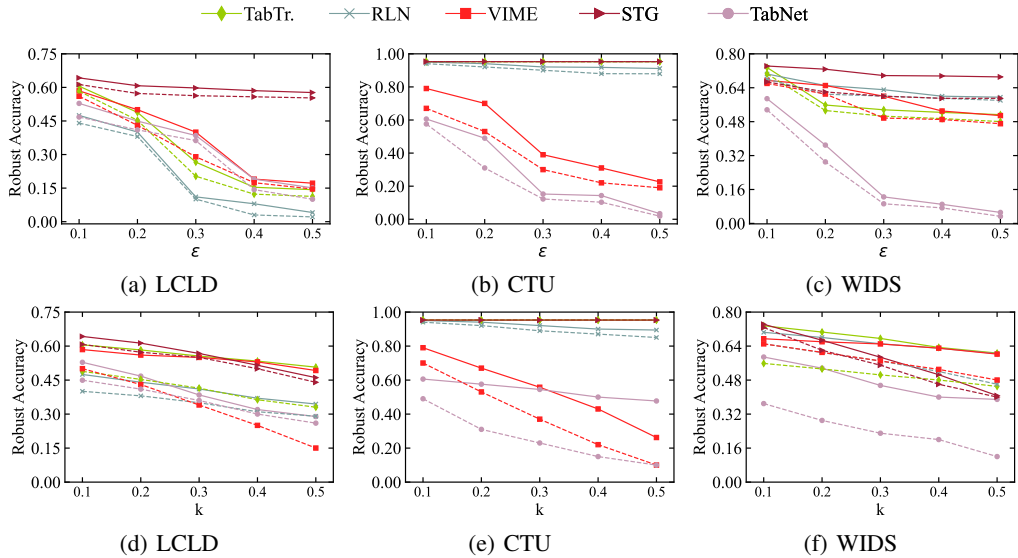 TabTr. RLN VIME STG TabNet
0.75 0.60 0.45 0.30 0.15 0.00
Robust Accuracy
0.1 0.2 0.3 0.4 0.5
ε
(a) LCLD
1.00 0.80 0.60 0.40 0.20 0.00
Robust Accuracy
0.1 0.2 0.3 0.4 0.5
ε
(b) CTU
0.80 0.64 0.48 0.32 0.16 0.00
Robust Accuracy
0.1 0.2 0.3 0.4 0.5
ε
(c) WIDS
0.75 0.60 0.45 0.30 0.15 0.00
Robust Accuracy
0.1 0.2 0.3 0.4 0.5
k
(d) LCLD
1.00 0.80 0.60 0.40 0.20 0.00
Robust Accuracy
0.1 0.2 0.3 0.4 0.5
k
(e) CTU
0.80 0.64 0.48 0.32 0.16 0.00
Robust Accuracy
0.1 0.2 0.3 0.4 0.5
k
(f) WIDS